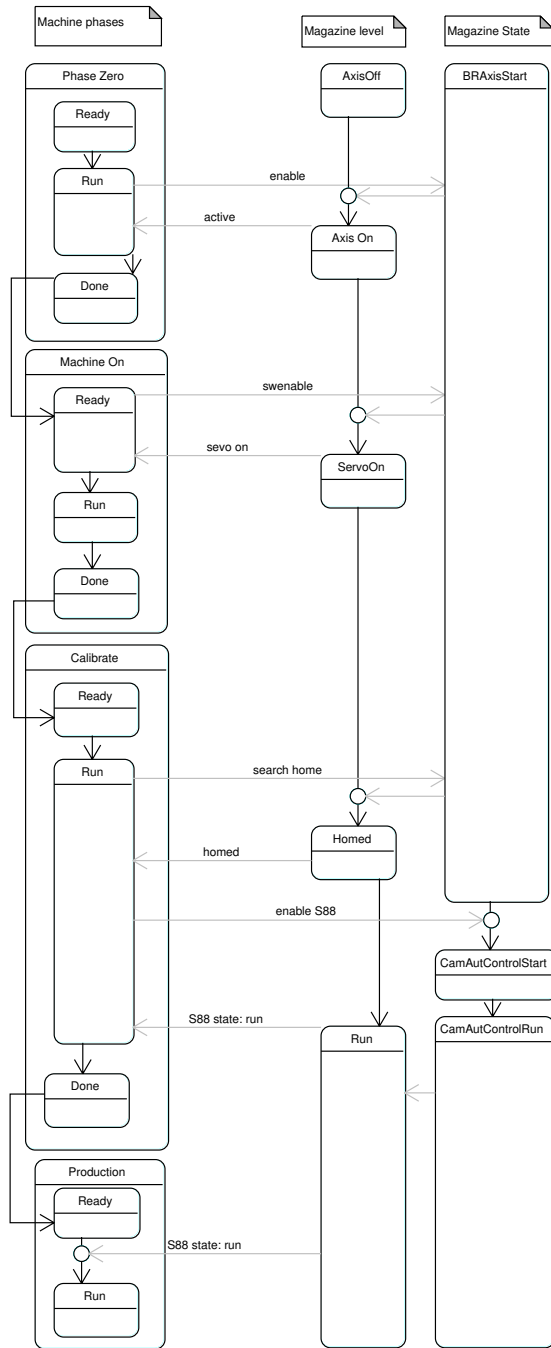 Machine phases
Magazine level
Magazine State
Phase Zero
AxisOff
BRAxisStart
Ready
Run
enable
active
Axis On
Done
Machine On
Ready
swenable
sevo on
ServoOn
Run
Done
Calibrate
Ready
Run
search home
Homed
homed
enable S88
CamAutControlStart
S88 state: run
Run
CamAutControlRun
Done
Production
Ready
S88 state: run
Run